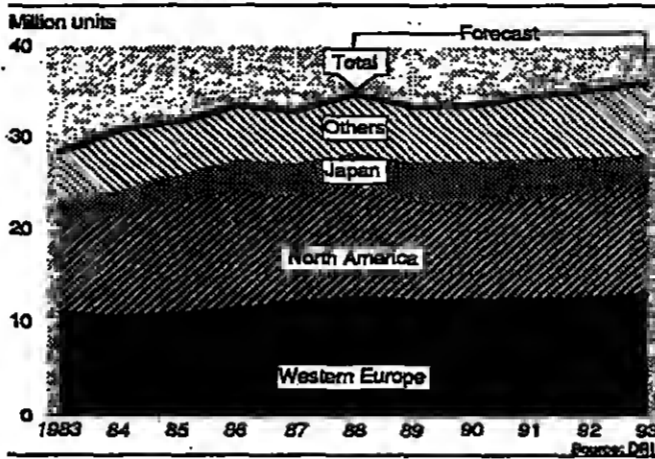 Million units
40
Forecast
Total
30
Others
Japan
20
North America
10
Western Europe
0
1983 84 85 86 87 88 89 90 91 92 93
Source: DRI